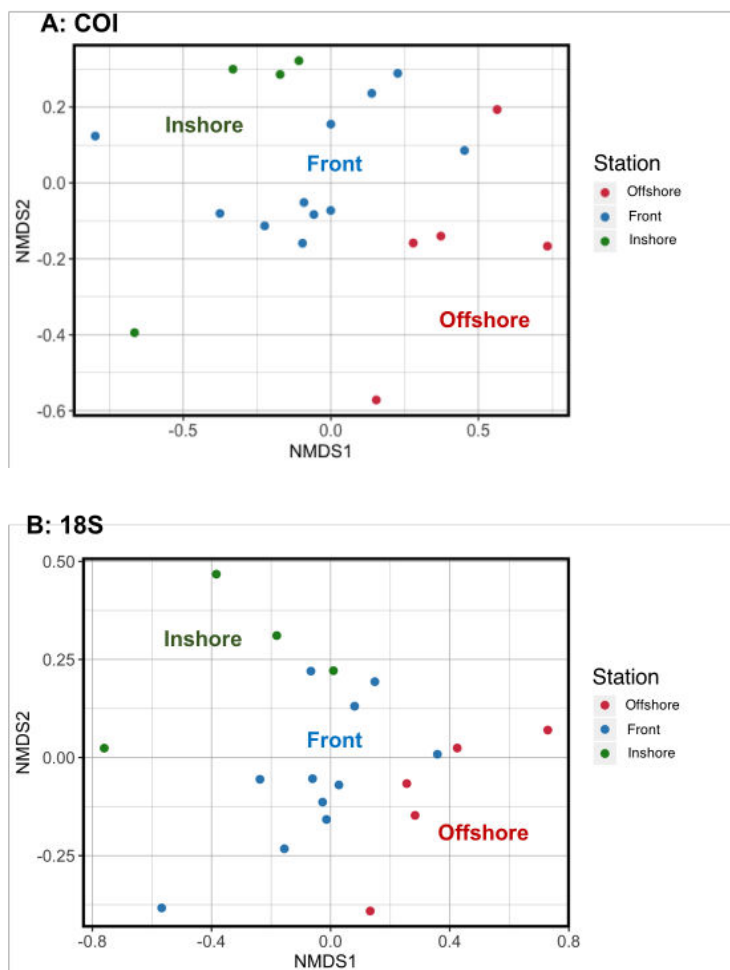 A: COI
0.2
0.0
-0.2
-0.4
-0.6
NMDS2
Inshore
Front
Offshore
-0.5
0.0
0.5
NMDS1
Station
Offshore
Front
Inshore
B: 18S
0.50
0.25
0.00
-0.25
NMDS2
Inshore
Front
Offshore
-0.8
-0.4
0.0
0.4
0.8
NMDS1
Station
Offshore
Front
Inshore